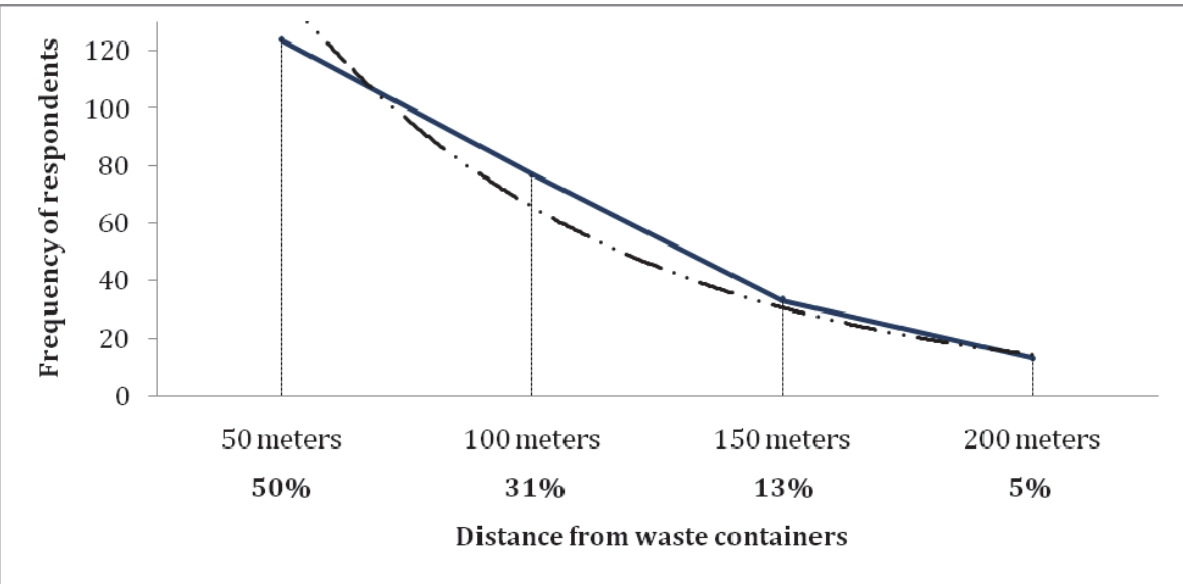 Frequency of respondents
120
100
80
60
40
20
0
50 meters 100 meters 150 meters 200 meters
50% 31% 13% 5%
Distance from waste containers